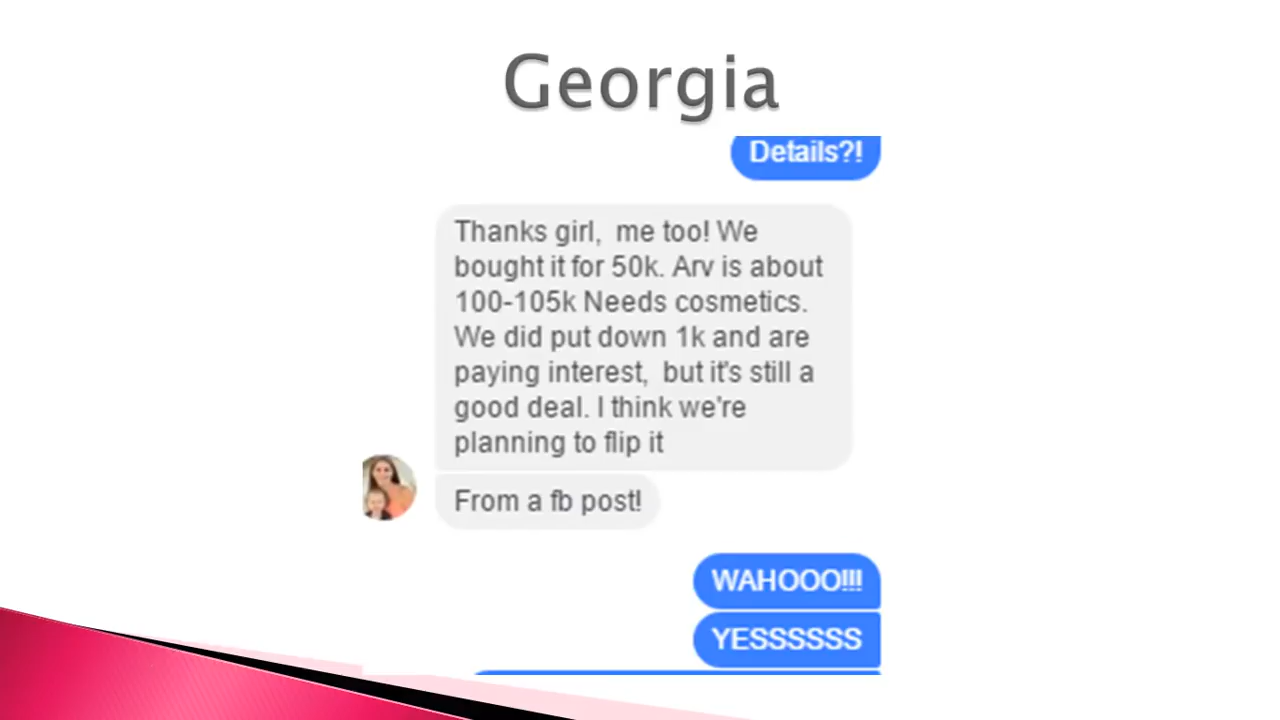 Georgia
Details?!
Thanks girl, me too! We
bought it for 50k. Arv is about
100-105k Needs cosmetics.
We did put down 1k and are
paying interest, but it's still a
good deal. I think we're
planning to flip it
From a fb post!
WAHOOO!!!
YESSSSSS